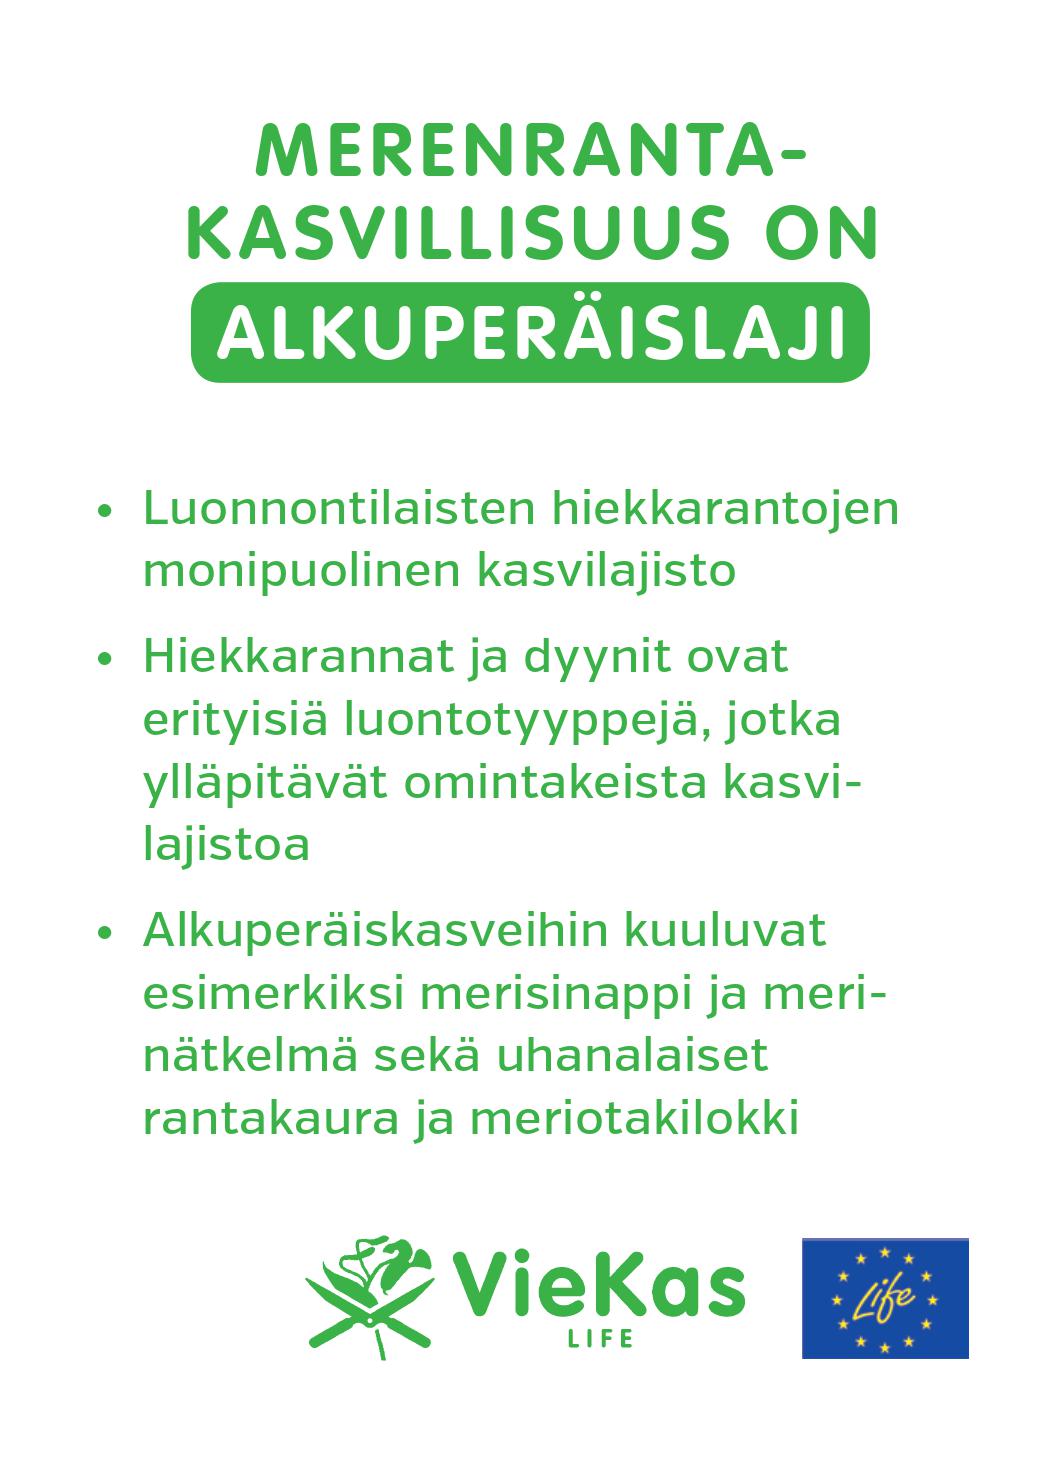 MERENRANTA-
KASVILLISUUS ON
ALKUPERÄISLAJI
• Luonnontilaisten hiekkarantojen
monipuolinen kasvilajisto
• Hiekkarannat ja dyynit ovat
erityisiä luontotyyppejä, jotka
ylläpitävät omintakeista kasvi-
lajistoa
• Alkuperäiskasveihin kuuluvat
esimerkiksi merisinappi ja meri-
nätkelmä sekä uhanalaiset
rantakaura ja meriotakilokki
VieKas
LIFE
Life